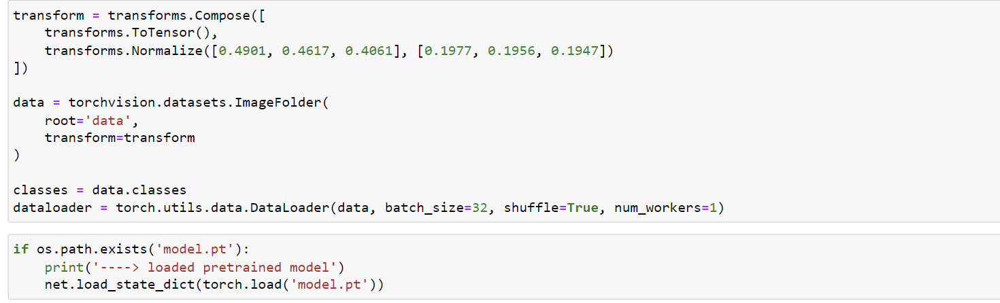 transform = transforms.Compose([
    transforms.ToTensor(),
    transforms.Normalize([0.4901, 0.4617, 0.4061], [0.1977, 0.1956, 0.1947])
])

data = torchvision.datasets.ImageFolder(
    root='data',
    transform=transform
)

classes = data.classes
dataloader = torch.utils.data.DataLoader(data, batch_size=32, shuffle=True, num_workers=1)

if os.path.exists('model.pt'):
    print('----> loaded pretrained model')
    net.load_state_dict(torch.load('model.pt'))